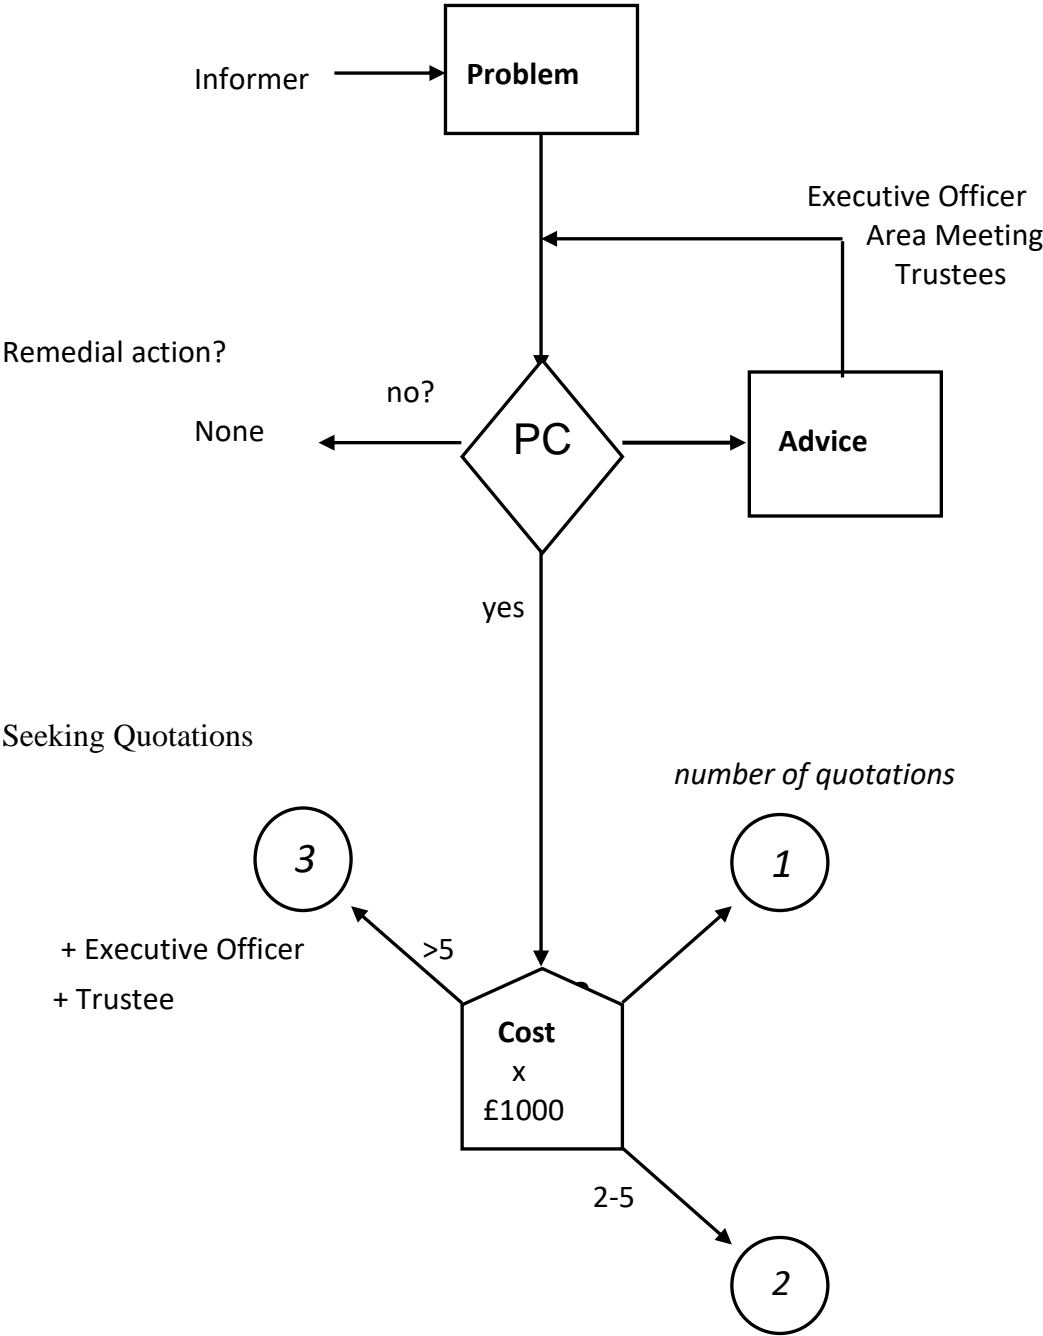 Informer
Problem
Executive Officer
Area Meeting
Trustees
Remedial action?
no?
None
PC
Advice
yes
Seeking Quotations
number of quotations
3
1
+ Executive Officer
>5
+ Trustee
Cost
x
£1000
2-5
2